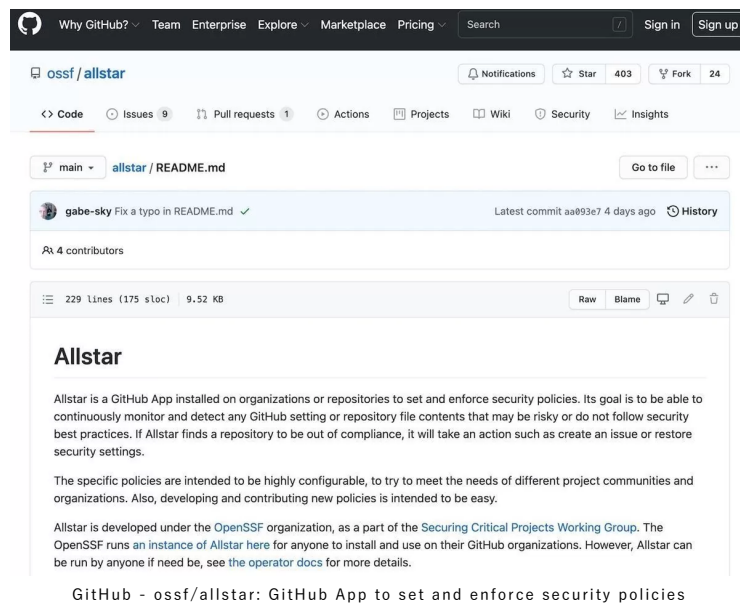 Why GitHub? Team Enterprise Explore Marketplace Pricing Search / Sign in Sign up
ossf / allstar Notifications Star 403 Fork 24
<> Code Issues 9 Pull requests 1 Actions Projects Wiki Security Insights
main allstar / README.md Go to file ...
gabe-sky Fix a typo in README.md Latest commit aa093e7 4 days ago History
4 contributors
229 lines (175 sloc) 9.52 KB Raw Blame
Allstar
Allstar is a GitHub App installed on organizations or repositories to set and enforce security policies. Its goal is to be able to
continuously monitor and detect any GitHub setting or repository file contents that may be risky or do not follow security
best practices. If Allstar finds a repository to be out of compliance, it will take an action such as create an issue or restore
security settings.
The specific policies are intended to be highly configurable, to try to meet the needs of different project communities and
organizations. Also, developing and contributing new policies is intended to be easy.
Allstar is developed under the OpenSSF organization, as a part of the Securing Critical Projects Working Group. The
OpenSSF runs an instance of Allstar here for anyone to install and use on their GitHub organizations. However, Allstar can
be run by anyone if need be, see the operator docs for more details.
GitHub - ossf/allstar: GitHub App to set and enforce security policies